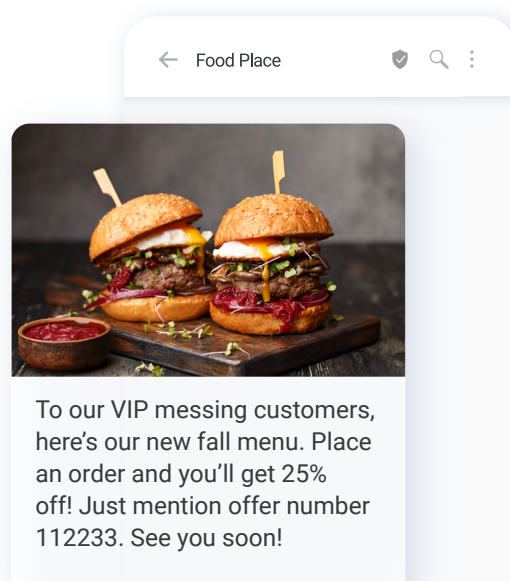 Food Place
To our VIP messing customers,
here’s our new fall menu. Place
an order and you’ll get 25%
off! Just mention offer number
112233. See you soon!